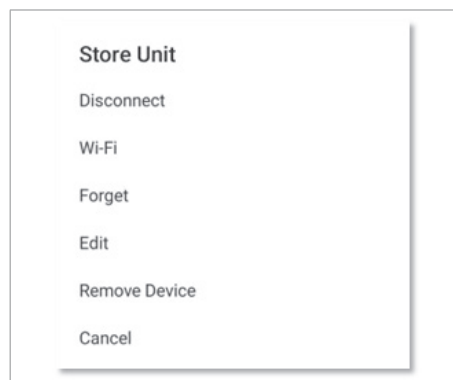 Store Unit
Disconnect
Wi-Fi
Forget
Edit
Remove Device
Cancel